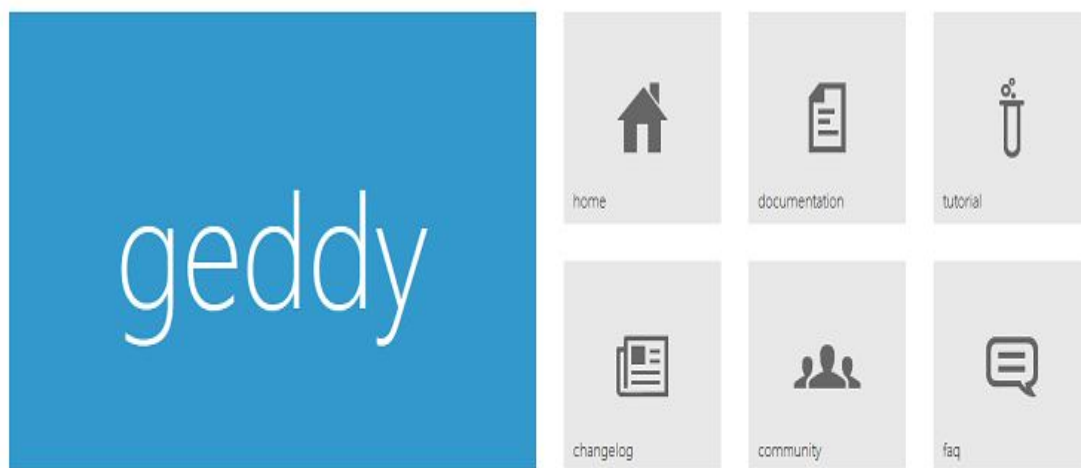 geddy
home
documentation
tutorial
changelog
community
faq